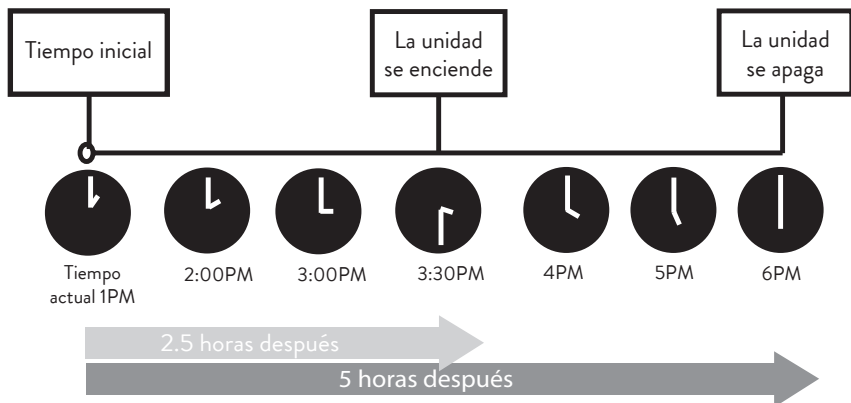 Tiempo inicial
La unidad
se enciende
La unidad
se apaga
Tiempo
actual 1PM
2:00PM
3:00PM
3:30PM
4PM
5PM
6PM
2.5 horas después
5 horas después